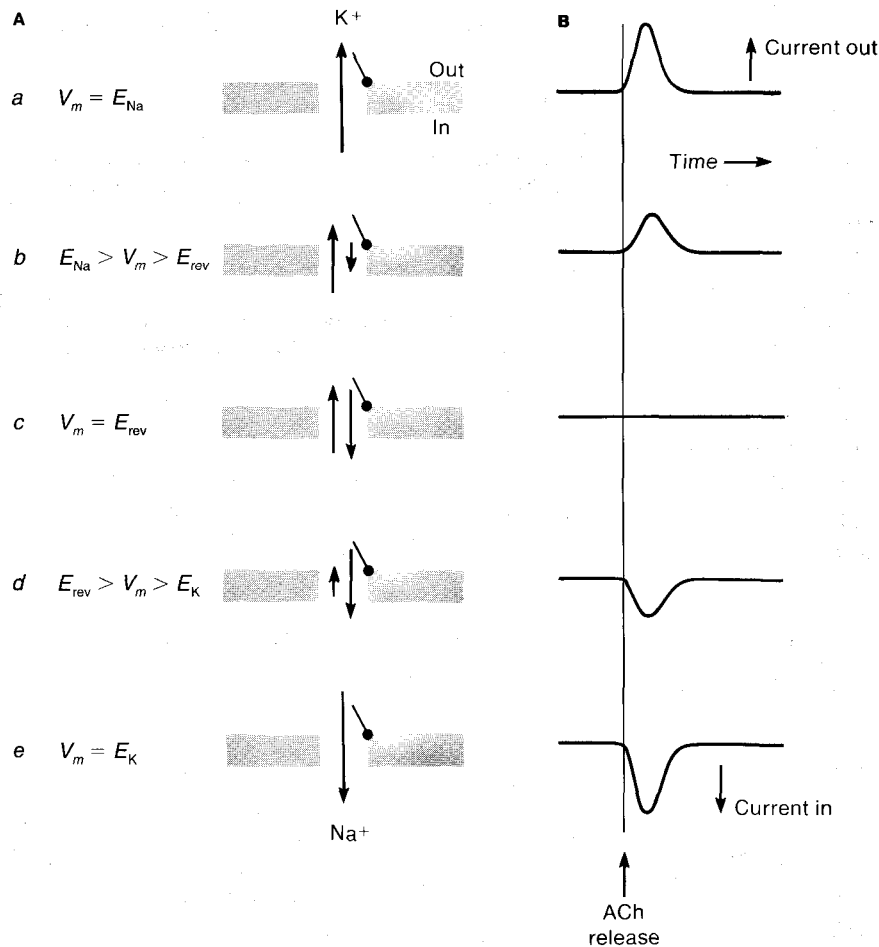 A
B
K+
Out
In
a V_m = E_Na
Current out
Time
b E_Na > V_m > E_rev
c V_m = E_rev
d E_rev > V_m > E_K
e V_m = E_K
Na+
Current in
ACh
release